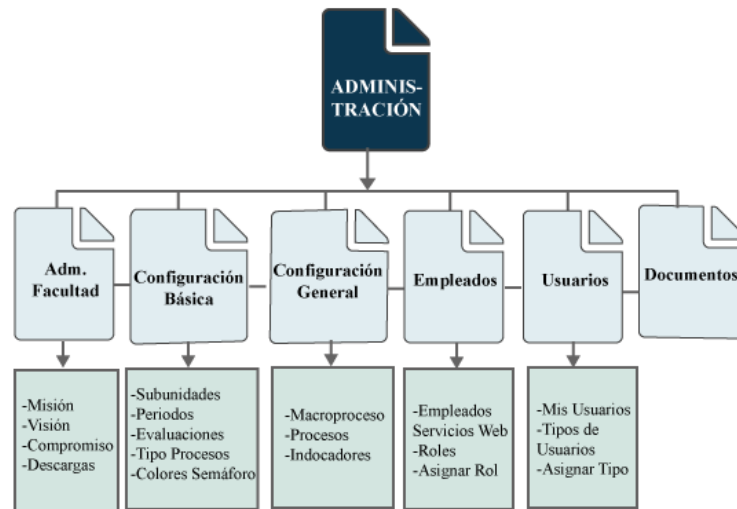 ADMINIS-
TRACIÓN
Adm.
Facultad
Configuración
Básica
Configuración
General
Empleados
Usuarios
Documentos
-Misión
-Visión
-Compromiso
-Descargas
-Subunidades
-Periodos
-Evaluaciones
-Tipo Procesos
-Colores Semáforo
-Macroproceso
-Procesos
-Indocadores
-Empleados
Servicios Web
-Roles
-Asignar Rol
-Mis Usuarios
-Tipos de
Usuarios
-Asignar Tipo